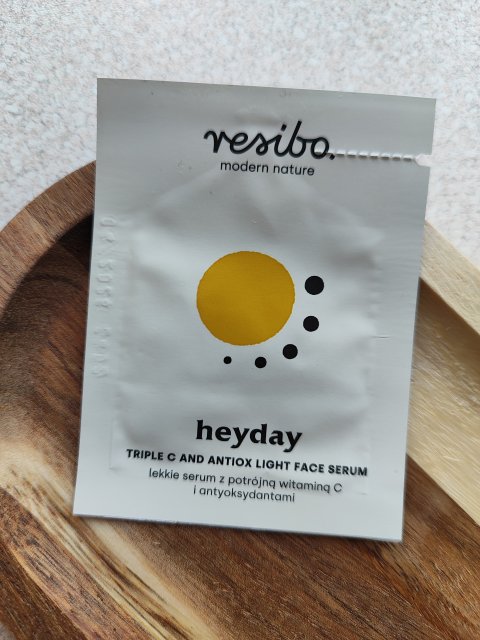 resibo.
modern nature
heyday
TRIPLE C AND ANTIOX LIGHT FACE SERUM
lekkie serum z potrójną witaminą C
i antyoksydantami